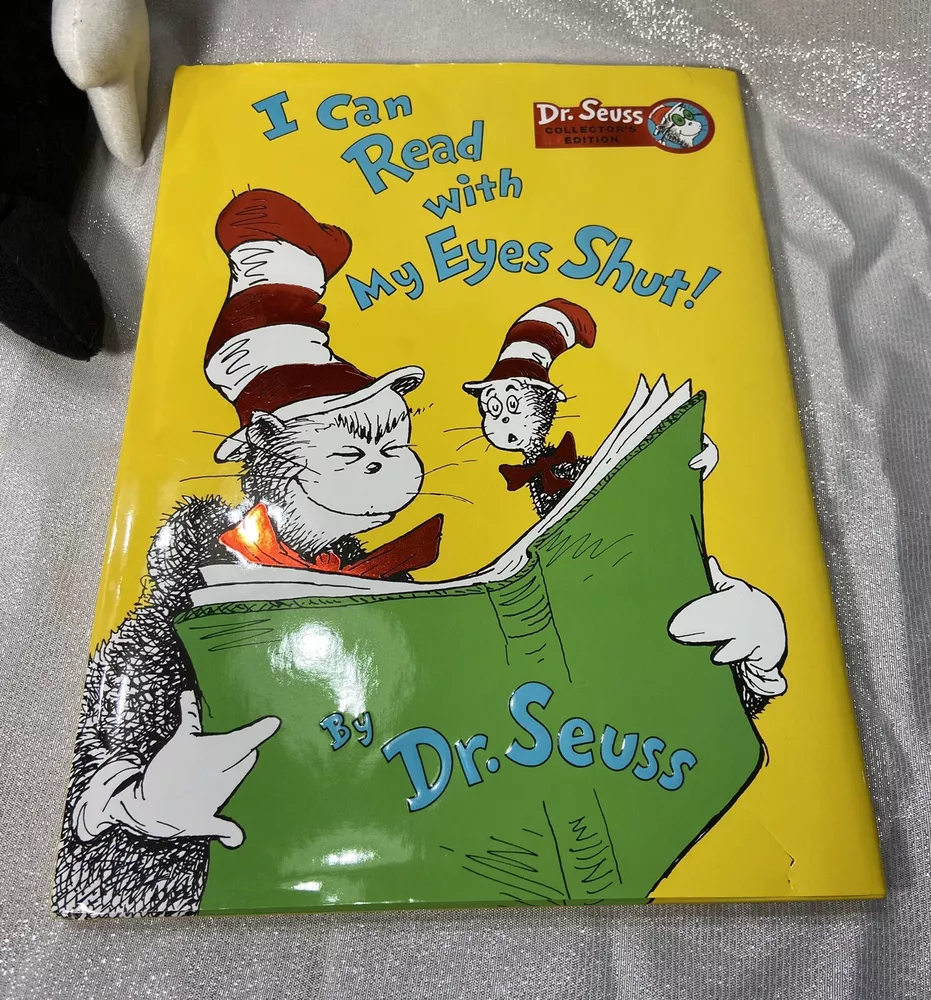 I Can
Read
with
My Eyes Shut!
Dr. Seuss
COLLECTOR'S
EDITION
By
Dr. Seuss